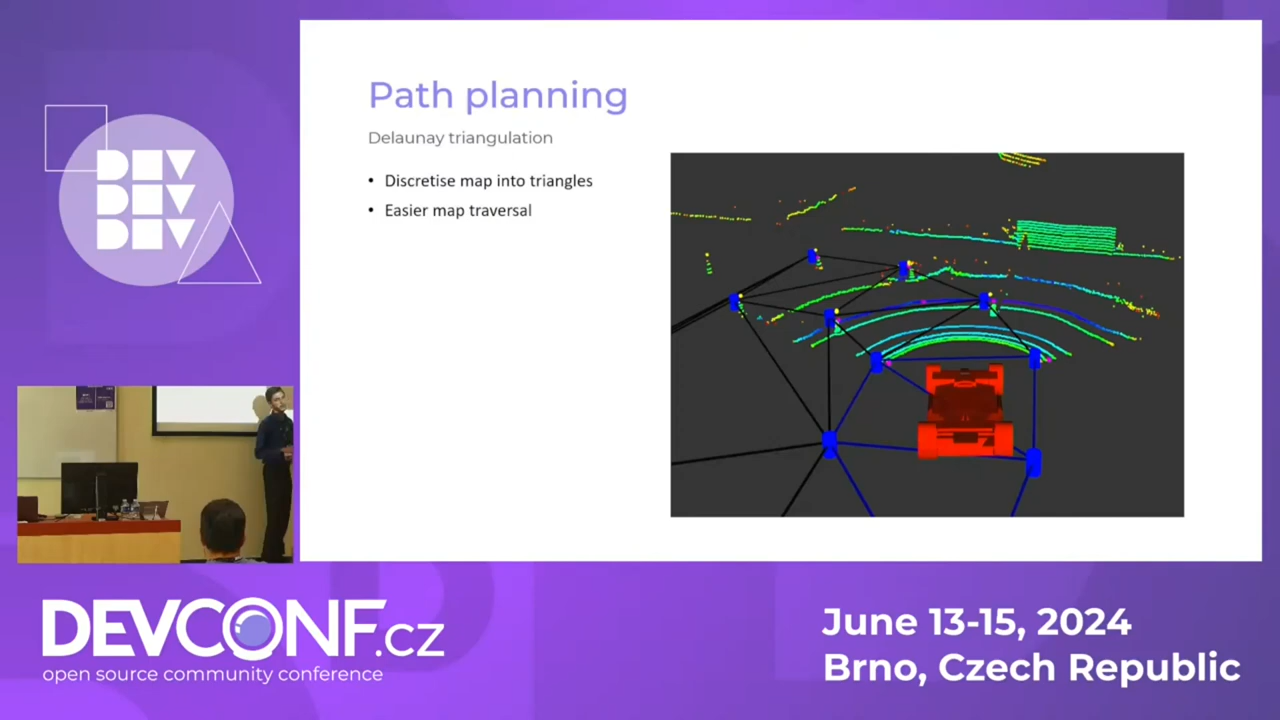 Path planning
Delaunay triangulation
• Discretise map into triangles
• Easier map traversal
DEV
DEV
DEV
DEVCONF.cz
open source community conference
June 13-15, 2024
Brno, Czech Republic